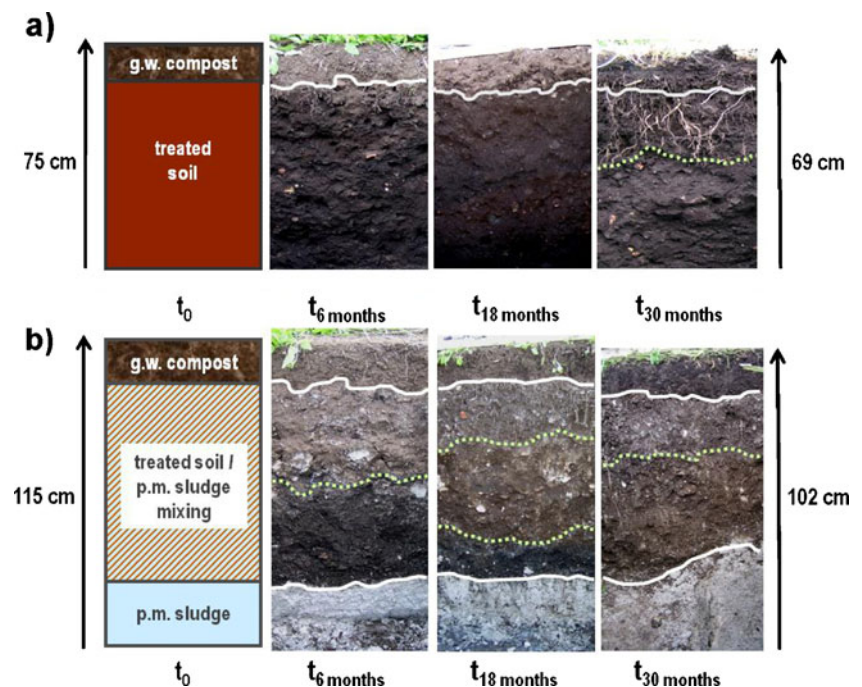 a)
g.w. compost
treated
soil
75 cm
69 cm
t0
t6 months
t18 months
t30 months
b)
g.w. compost
treated soil /
p.m. sludge
mixing
115 cm
102 cm
p.m. sludge
t0
t6 months
t18 months
t30 months